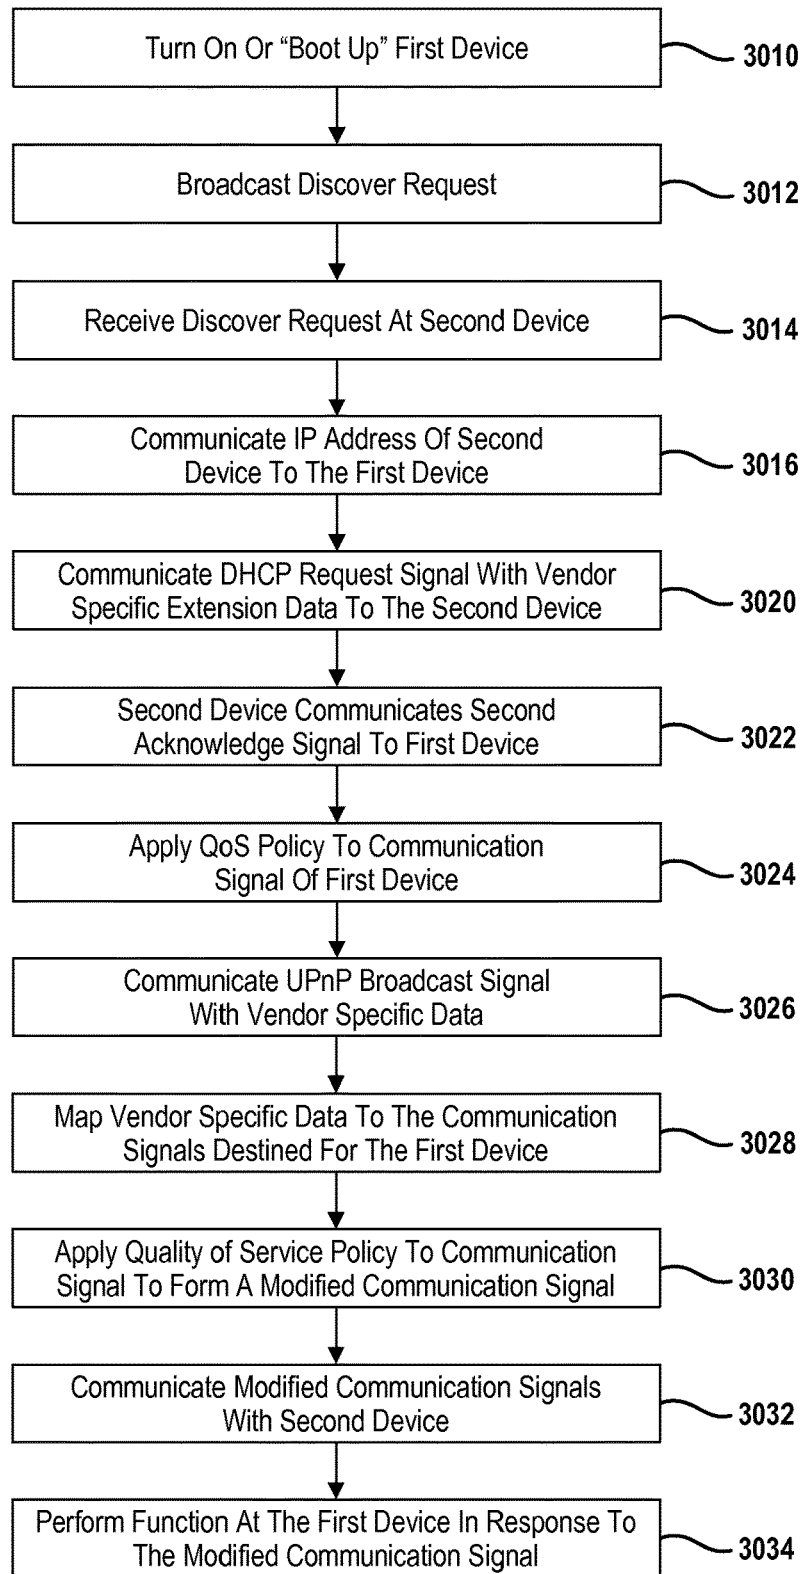 Turn On Or “Boot Up” First Device
3010
Broadcast Discover Request
3012
Receive Discover Request At Second Device
3014
Communicate IP Address Of Second
Device To The First Device
3016
Communicate DHCP Request Signal With Vendor
Specific Extension Data To The Second Device
3020
Second Device Communicates Second
Acknowledge Signal To First Device
3022
Apply QoS Policy To Communication
Signal Of First Device
3024
Communicate UPnP Broadcast Signal
With Vendor Specific Data
3026
Map Vendor Specific Data To The Communication
Signals Destined For The First Device
3028
Apply Quality of Service Policy To Communication
Signal To Form A Modified Communication Signal
3030
Communicate Modified Communication Signals
With Second Device
3032
Perform Function At The First Device In Response To
The Modified Communication Signal
3034